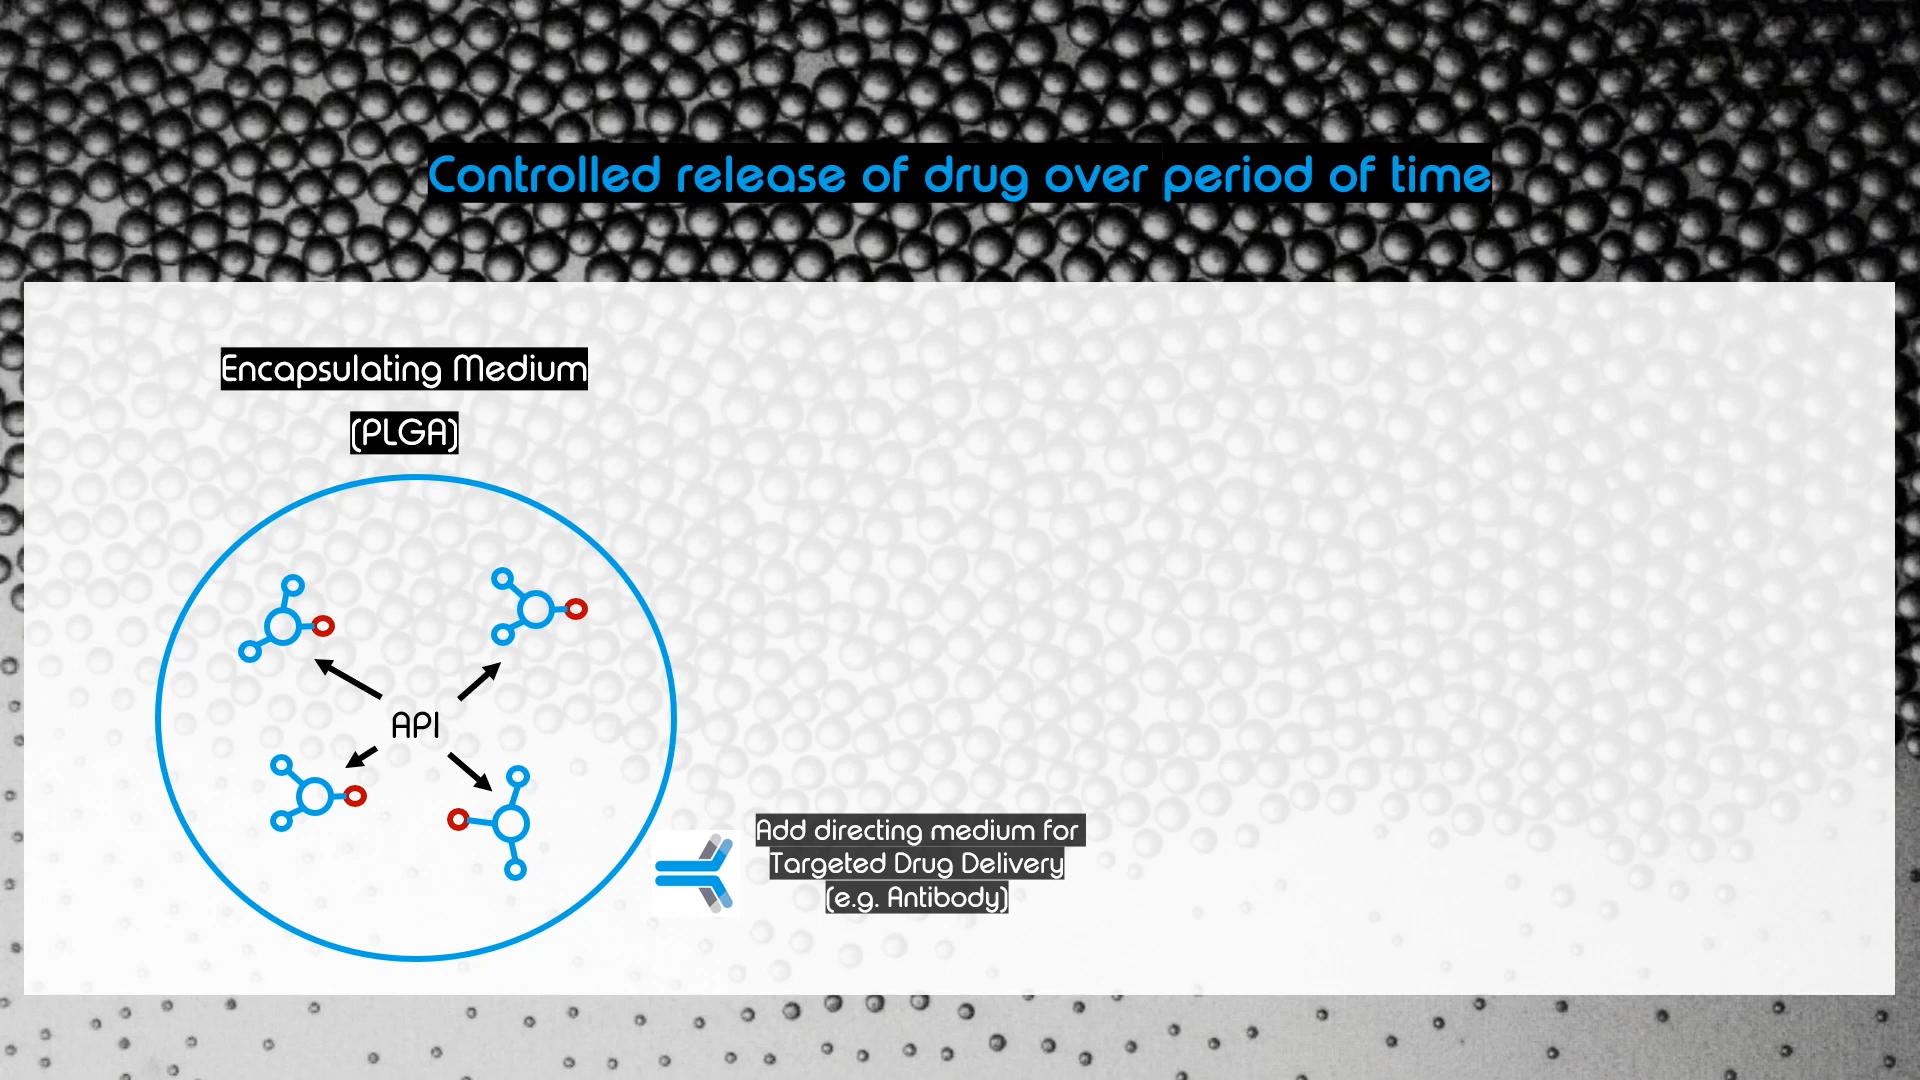 Controlled release of drug over period of time
Encapsulating Medium
(PLGA)
API
Add directing medium for
Targeted Drug Delivery
(e.g. Antibody)